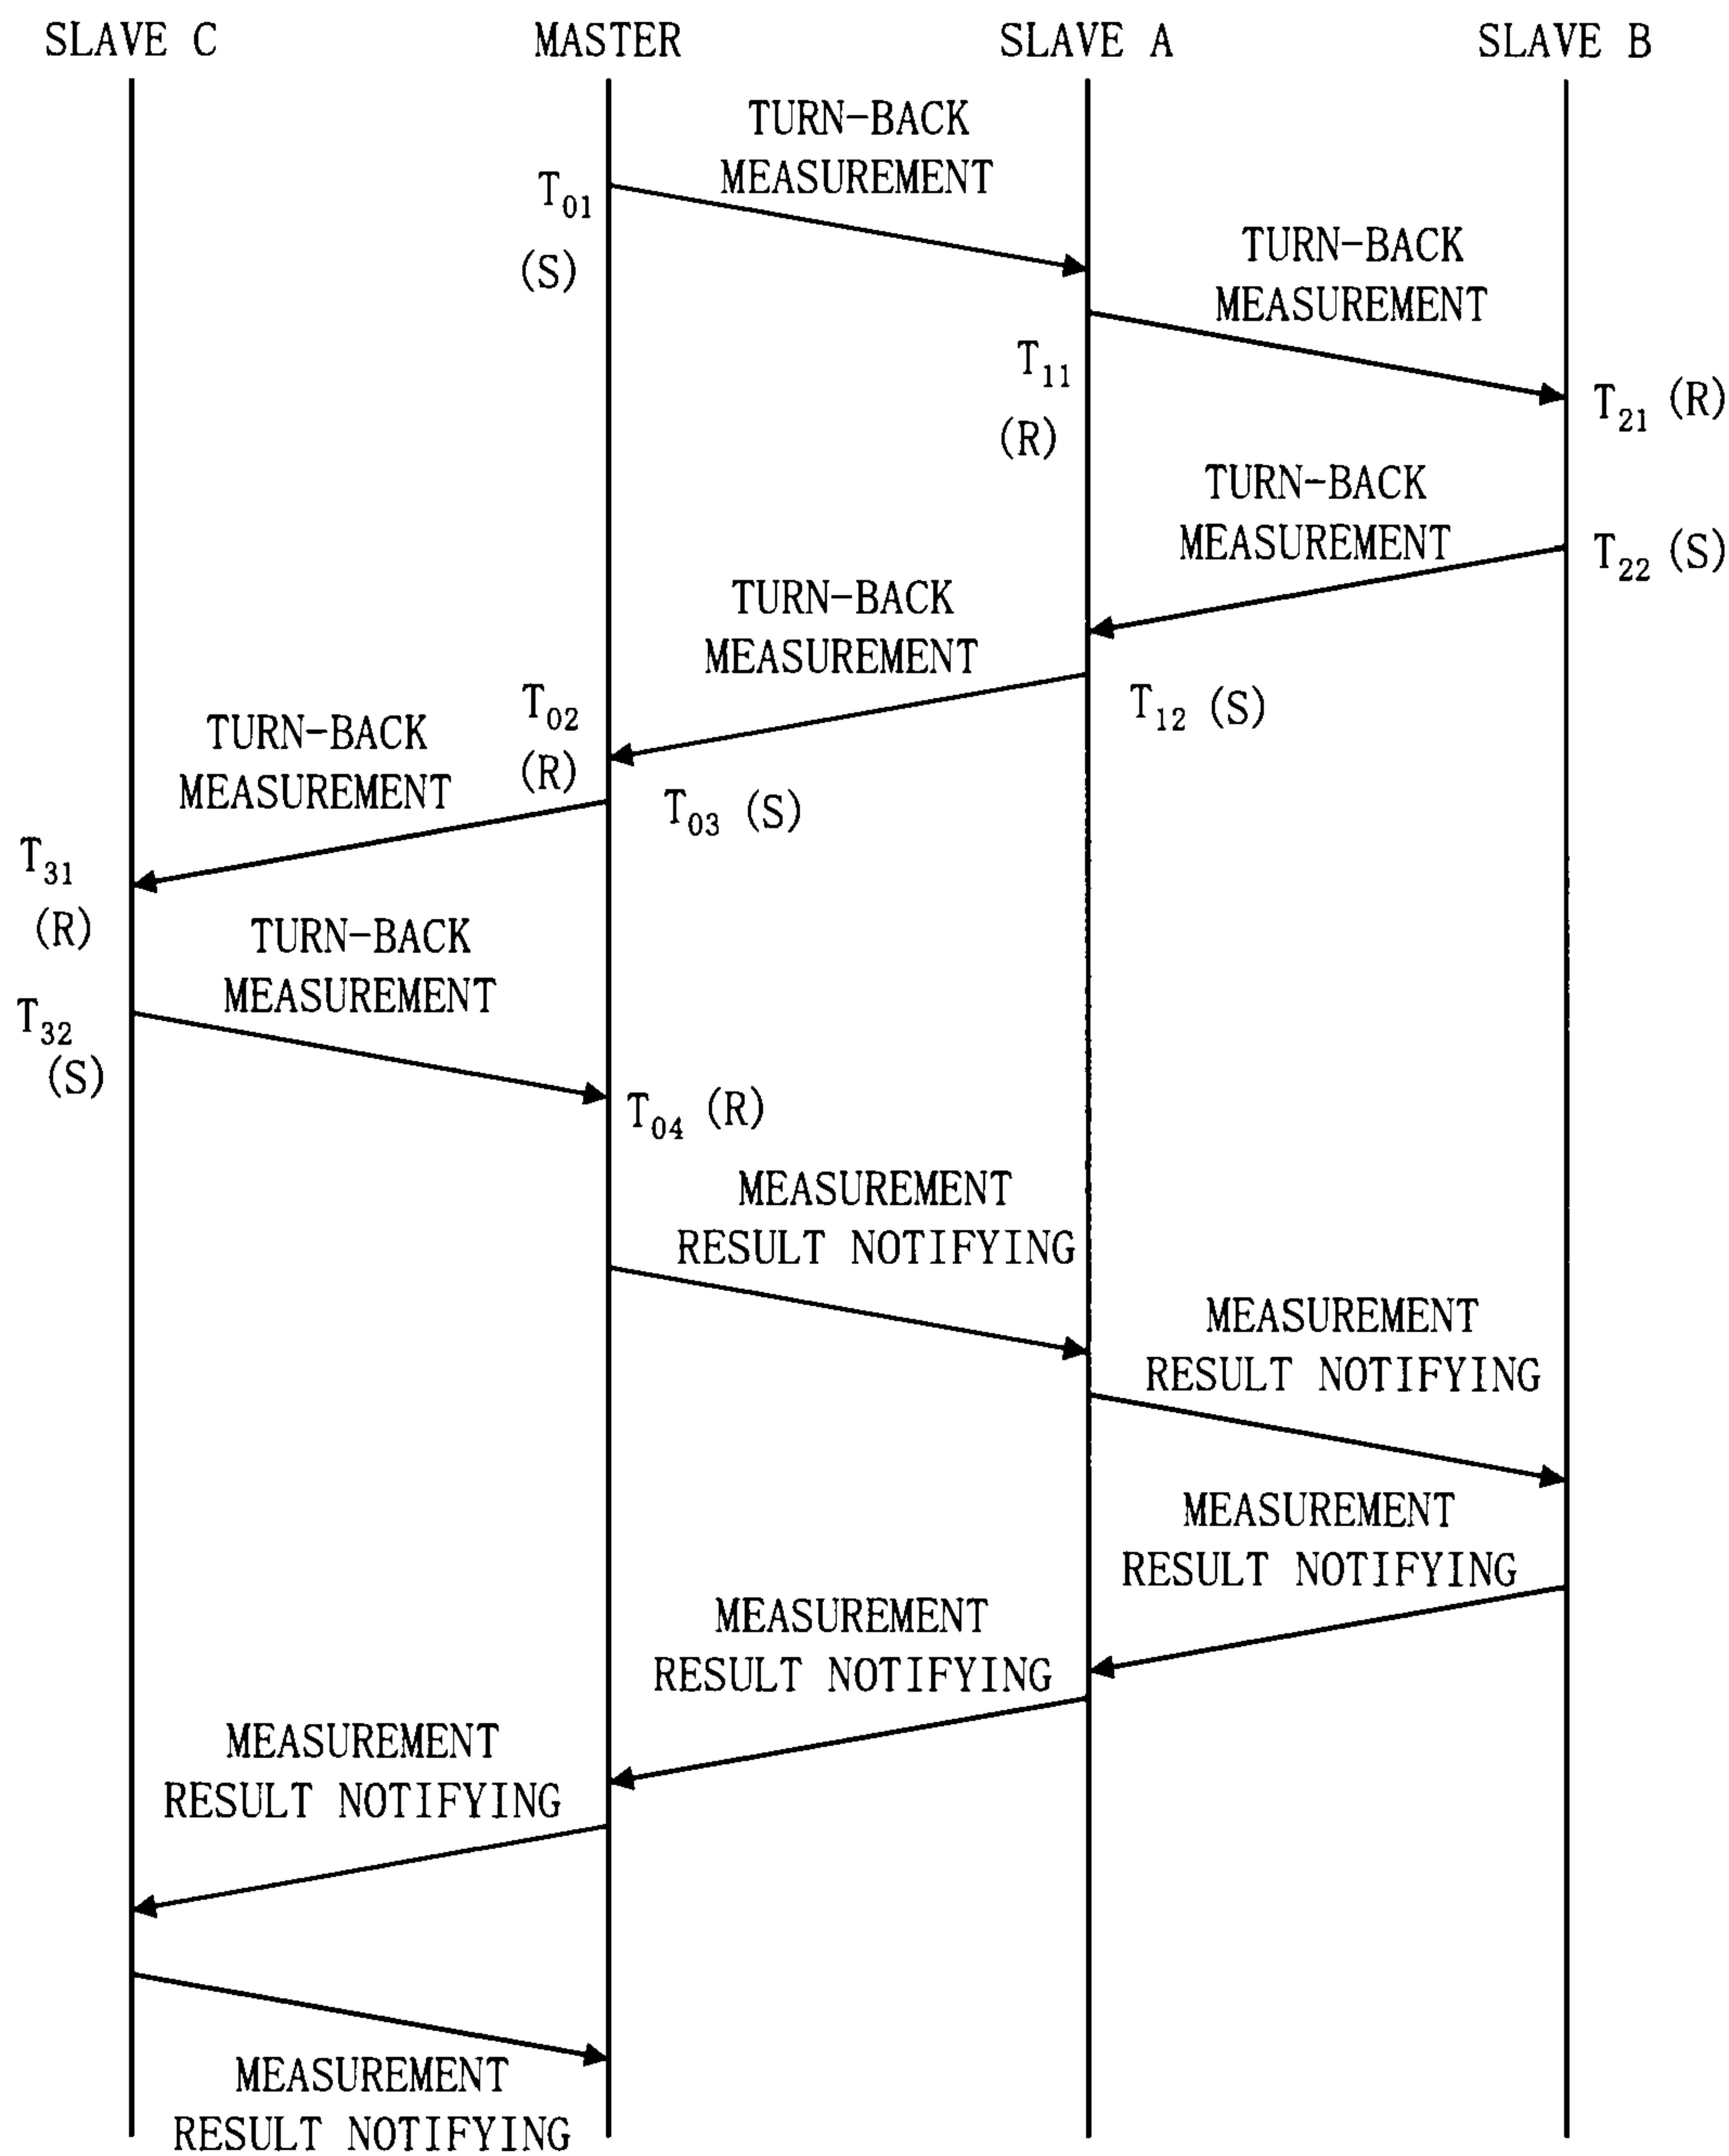 SLAVE C
MASTER
SLAVE A
SLAVE B
TURN-BACK
MEASUREMENT
T01
(S)
TURN-BACK
MEASUREMENT
T11
(R)
T21 (R)
TURN-BACK
MEASUREMENT
T22 (S)
TURN-BACK
MEASUREMENT
T02
(R)
T12 (S)
TURN-BACK
MEASUREMENT
T03 (S)
T31
(R)
TURN-BACK
MEASUREMENT
T32
(S)
T04 (R)
MEASUREMENT
RESULT NOTIFYING
MEASUREMENT
RESULT NOTIFYING
MEASUREMENT
RESULT NOTIFYING
MEASUREMENT
RESULT NOTIFYING
MEASUREMENT
RESULT NOTIFYING
MEASUREMENT
RESULT NOTIFYING